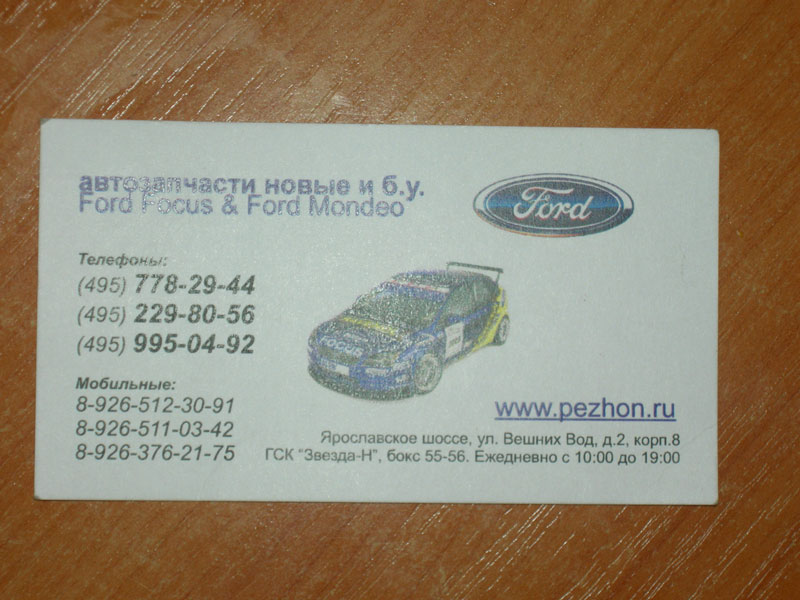 автозапчасти новые и б.у.
Ford Focus & Ford Mondeo
Ford
Телефоны:
(495) 778-29-44
(495) 229-80-56
(495) 995-04-92
FOCUS
Мобильные:
8-926-512-30-91
8-926-511-03-42
8-926-376-21-75
www.pezhon.ru
Ярославское шоссе, ул. Вешних Вод, д.2, корп.8
ГСК "Звезда-Н", бокс 55-56. Ежедневно с 10:00 до 19:00